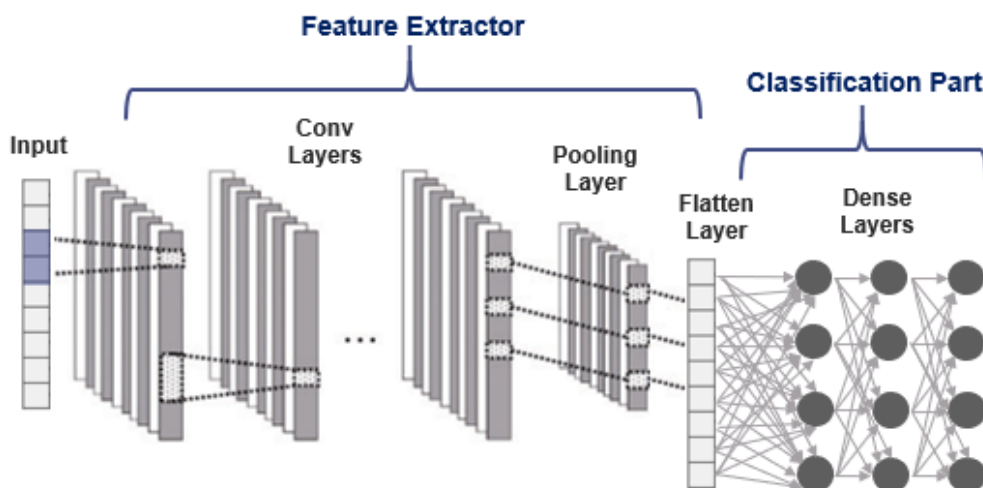 Feature Extractor
Classification Part
Input
Conv
Layers
Pooling
Layer
Flatten
Layer
Dense
Layers
...